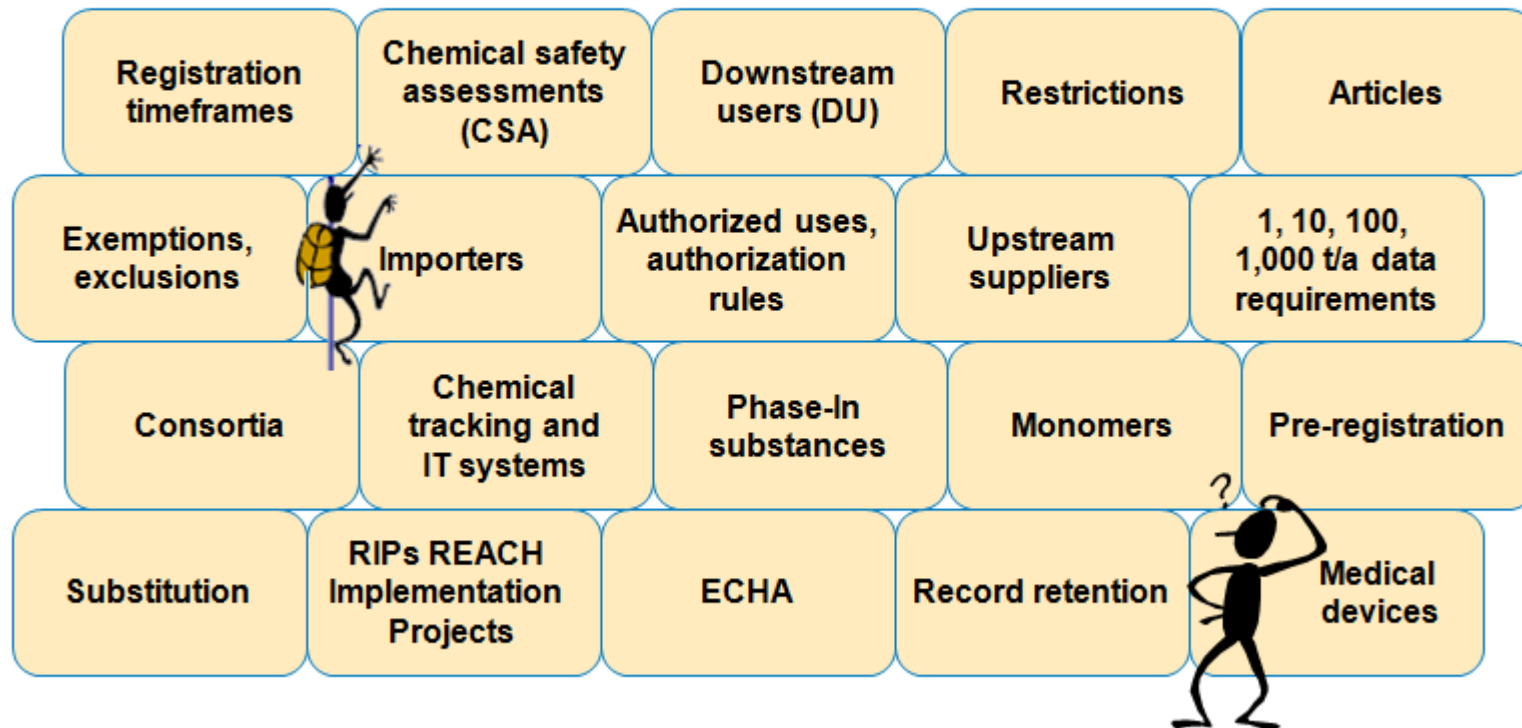 Registration
timeframes
Chemical safety
assessments
(CSA)
Downstream
users (DU)
Restrictions
Articles
Exemptions,
exclusions
Importers
Authorized uses,
authorization
rules
Upstream
suppliers
1, 10, 100,
1,000 t/a data
requirements
Consortia
Chemical
tracking and
IT systems
Phase-In
substances
Monomers
Pre-registration
Substitution
RIPs REACH
Implementation
Projects
ECHA
Record retention
?
Medical
devices